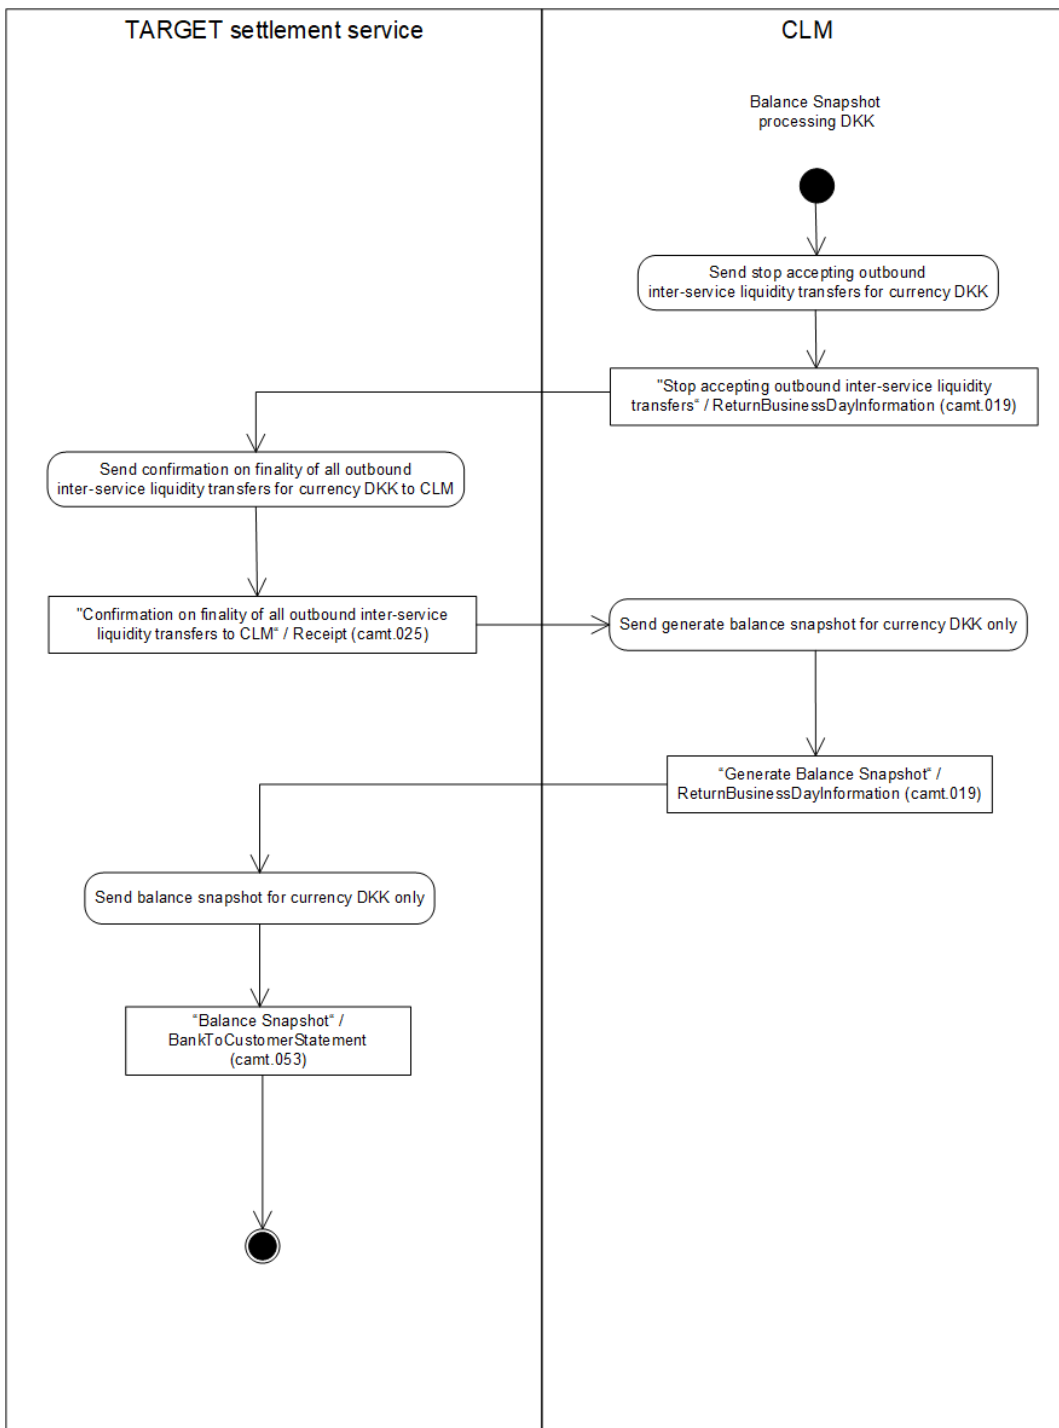 TARGET settlement service
CLM
Balance Snapshot
processing DKK
Send stop accepting outbound
inter-service liquidity transfers for currency DKK
"Stop accepting outbound inter-service liquidity
transfers“ / ReturnBusinessDayInformation (camt.019)
Send confirmation on finality of all outbound
inter-service liquidity transfers for currency DKK to CLM
"Confirmation on finality of all outbound inter-service
liquidity transfers to CLM“ / Receipt (camt.025)
Send generate balance snapshot for currency DKK only
“Generate Balance Snapshot“ /
ReturnBusinessDayInformation (camt.019)
Send balance snapshot for currency DKK only
“Balance Snapshot“ /
BankToCustomerStatement
(camt.053)